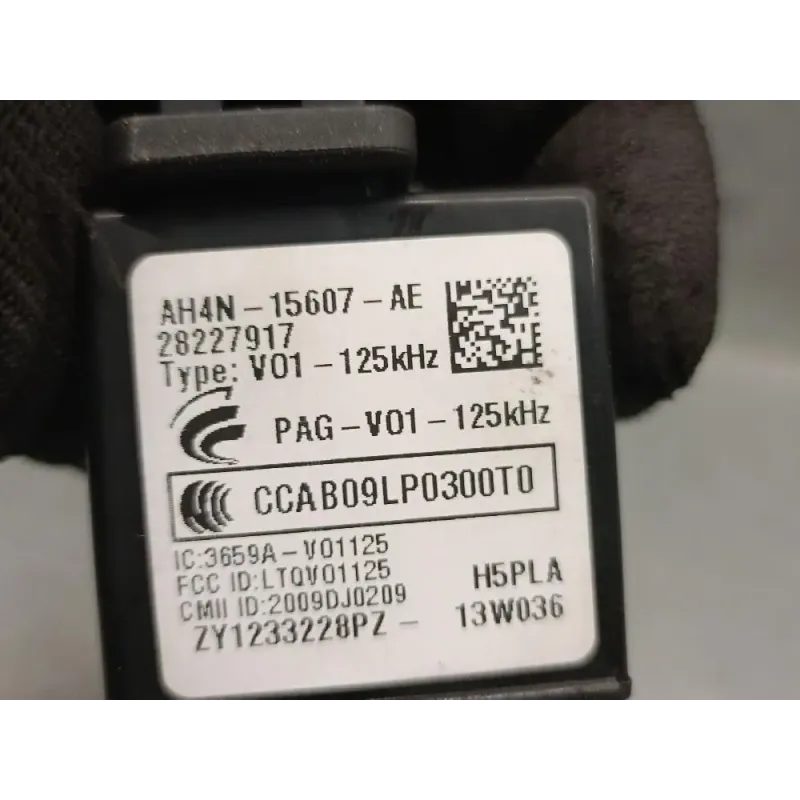 AH4N-15607-AE
28227917
Type: V01-125kHz
PAG-V01-125kHz
CCAB09LP0300T0
IC:3659A-V01125
FCC ID:LTQV01125
CMII ID:2009DJ0209
H5PLA
ZY1233228PZ - 13W036